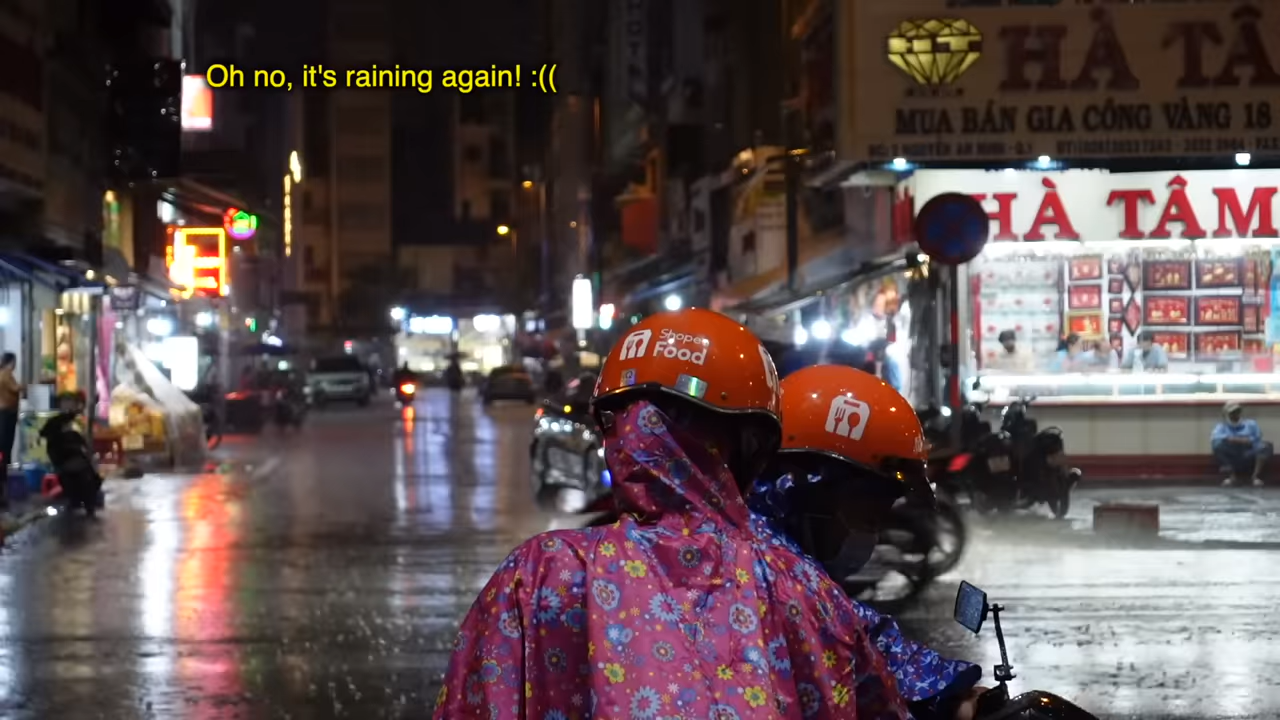 Oh no, it's raining again! :((
HÀ TÂ
MUA BÁN GIA CÔNG VÀNG 18
HÀ TÂM
Shopee
Food